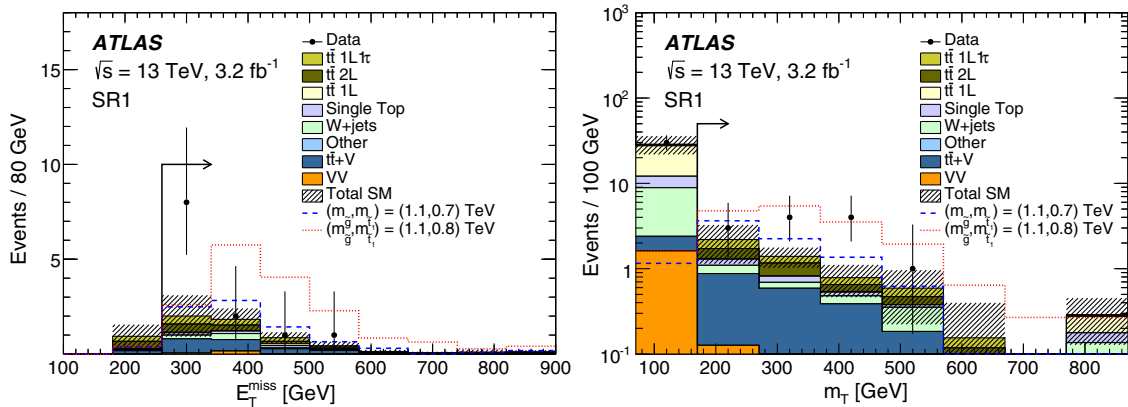 ATLAS
√s = 13 TeV, 3.2 fb⁻¹
SR1
Data
tt̄ 1L1τ
tt̄ 2L
tt̄ 1L
Single Top
W+jets
Other
tt̄+V
VV
Total SM
(m_g̃, m_t̃₁) = (1.1,0.7) TeV
(m_g̃, m_t̃₁) = (1.1,0.8) TeV
Events / 80 GeV
15
10
5
100 200 300 400 500 600 700 800 900
E_T^miss [GeV]
ATLAS
√s = 13 TeV, 3.2 fb⁻¹
SR1
Data
tt̄ 1L1τ
tt̄ 2L
tt̄ 1L
Single Top
W+jets
Other
tt̄+V
VV
Total SM
(m_g̃, m_t̃₁) = (1.1,0.7) TeV
(m_g̃, m_t̃₁) = (1.1,0.8) TeV
Events / 100 GeV
10³
10²
10
1
10⁻¹
100 200 300 400 500 600 700 800
m_T [GeV]